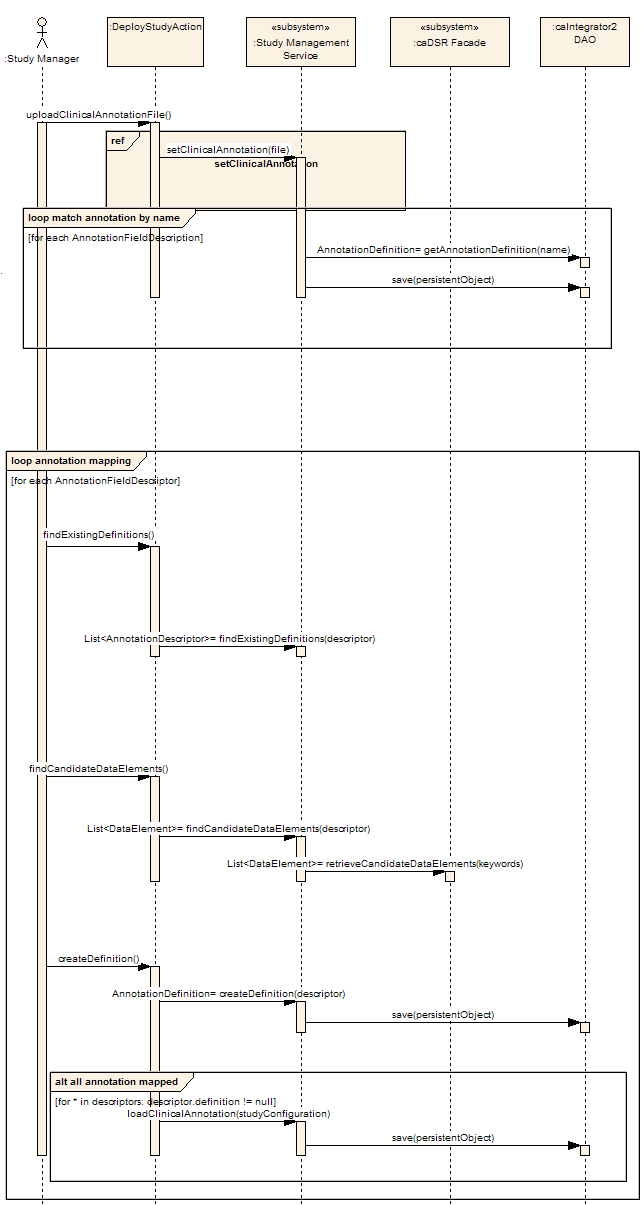 :Study Manager
:DeployStudyAction
«subsystem»
:Study Management
Service
«subsystem»
:caDSR Facade
:caIntegrator2
DAO
uploadClinicalAnnotationFile()
ref
setClinicalAnnotation(file)
setClinicalAnnotation
loop match annotation by name
[for each AnnotationFieldDescription]
AnnotationDefinition= getAnnotationDefinition(name)
save(persistentObject)
loop annotation mapping
[for each AnnotationFieldDescriptor]
findExistingDefinitions()
List<AnnotationDescriptor>= findExistingDefinitions(descriptor)
findCandidateDataElements()
List<DataElement>= findCandidateDataElements(descriptor)
List<DataElement>= retrieveCandidateDataElements(keywords)
createDefinition()
AnnotationDefinition= createDefinition(descriptor)
save(persistentObject)
alt all annotation mapped
[for * in descriptors: descriptor.definition != null]
loadClinicalAnnotation(studyConfiguration)
save(persistentObject)